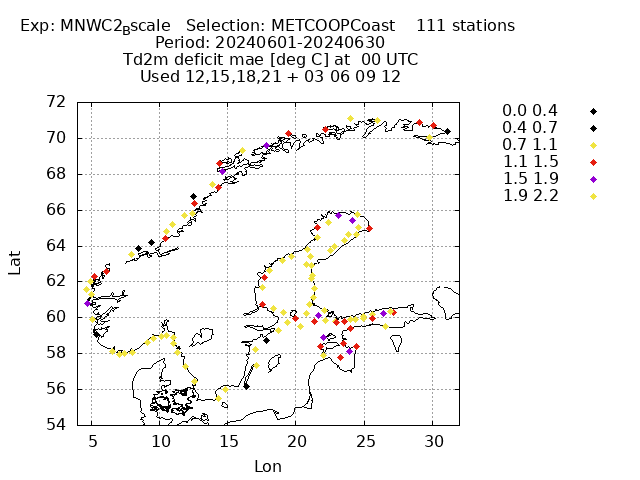 Exp: MNWC2_Bscale Selection: METCOOPCoast 111 stations
Period: 20240601-20240630
Td2m deficit mae [deg C] at 00 UTC
Used 12,15,18,21 + 03 06 09 12
72
70
68
66
64
62
60
58
56
54
5 10 15 20 25 30
Lat
Lon
0.0 0.4
0.4 0.7
0.7 1.1
1.1 1.5
1.5 1.9
1.9 2.2